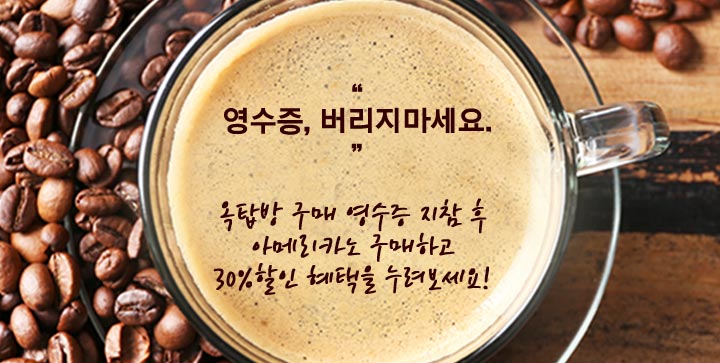 ❝
영수증, 버리지마세요.
❞
옥탑방 구매 영수증 지참 후
아메리카노 구매하고
30%할인 혜택을 누려보세요!